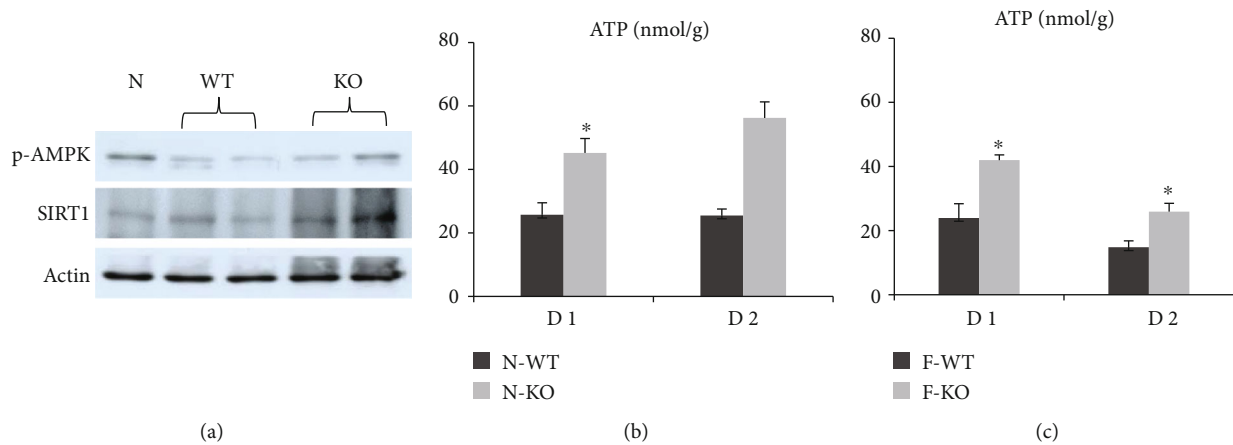 N WT KO
p-AMPK
SIRT1
Actin
(a)
ATP (nmol/g)
80
60
40
20
0
D 1 D 2
*
N-WT
N-KO
(b)
ATP (nmol/g)
80
60
40
20
0
D 1 D 2
* *
F-WT
F-KO
(c)